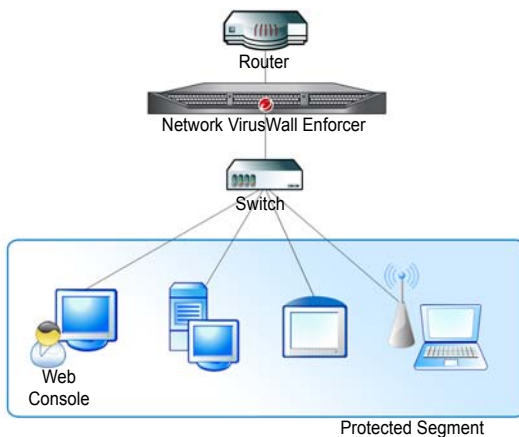 Router
Network VirusWall Enforcer
Switch
Web
Console
Protected Segment